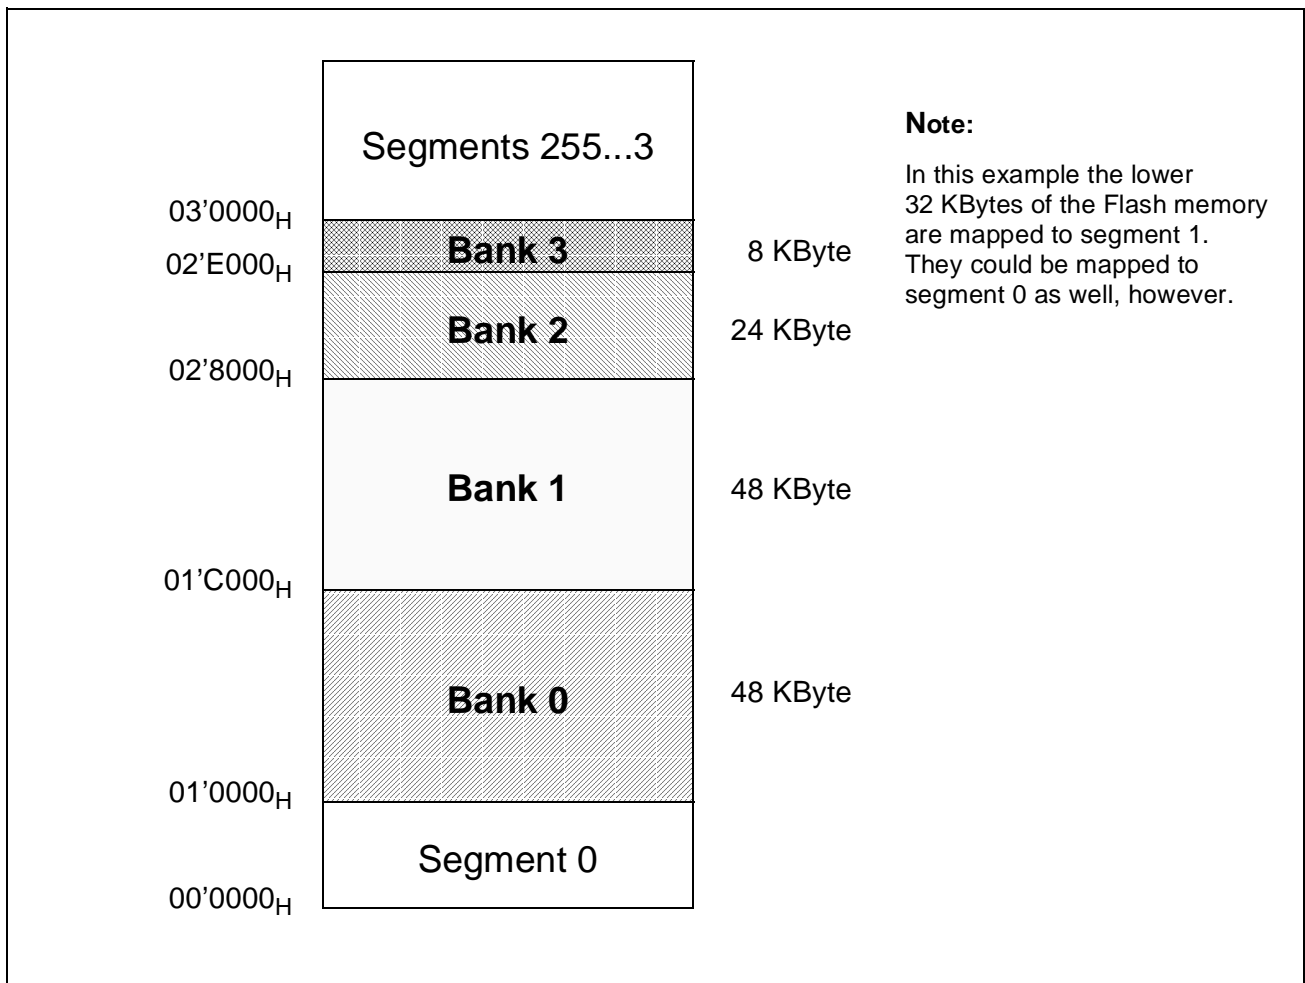 Segments 255...3
03’0000H
Bank 3
8 KByte
02’E000H
Bank 2
24 KByte
02’8000H
Bank 1
48 KByte
01’C000H
Bank 0
48 KByte
01’0000H
Segment 0
00’0000H
Note:
In this example the lower
32 KBytes of the Flash memory
are mapped to segment 1.
They could be mapped to
segment 0 as well, however.